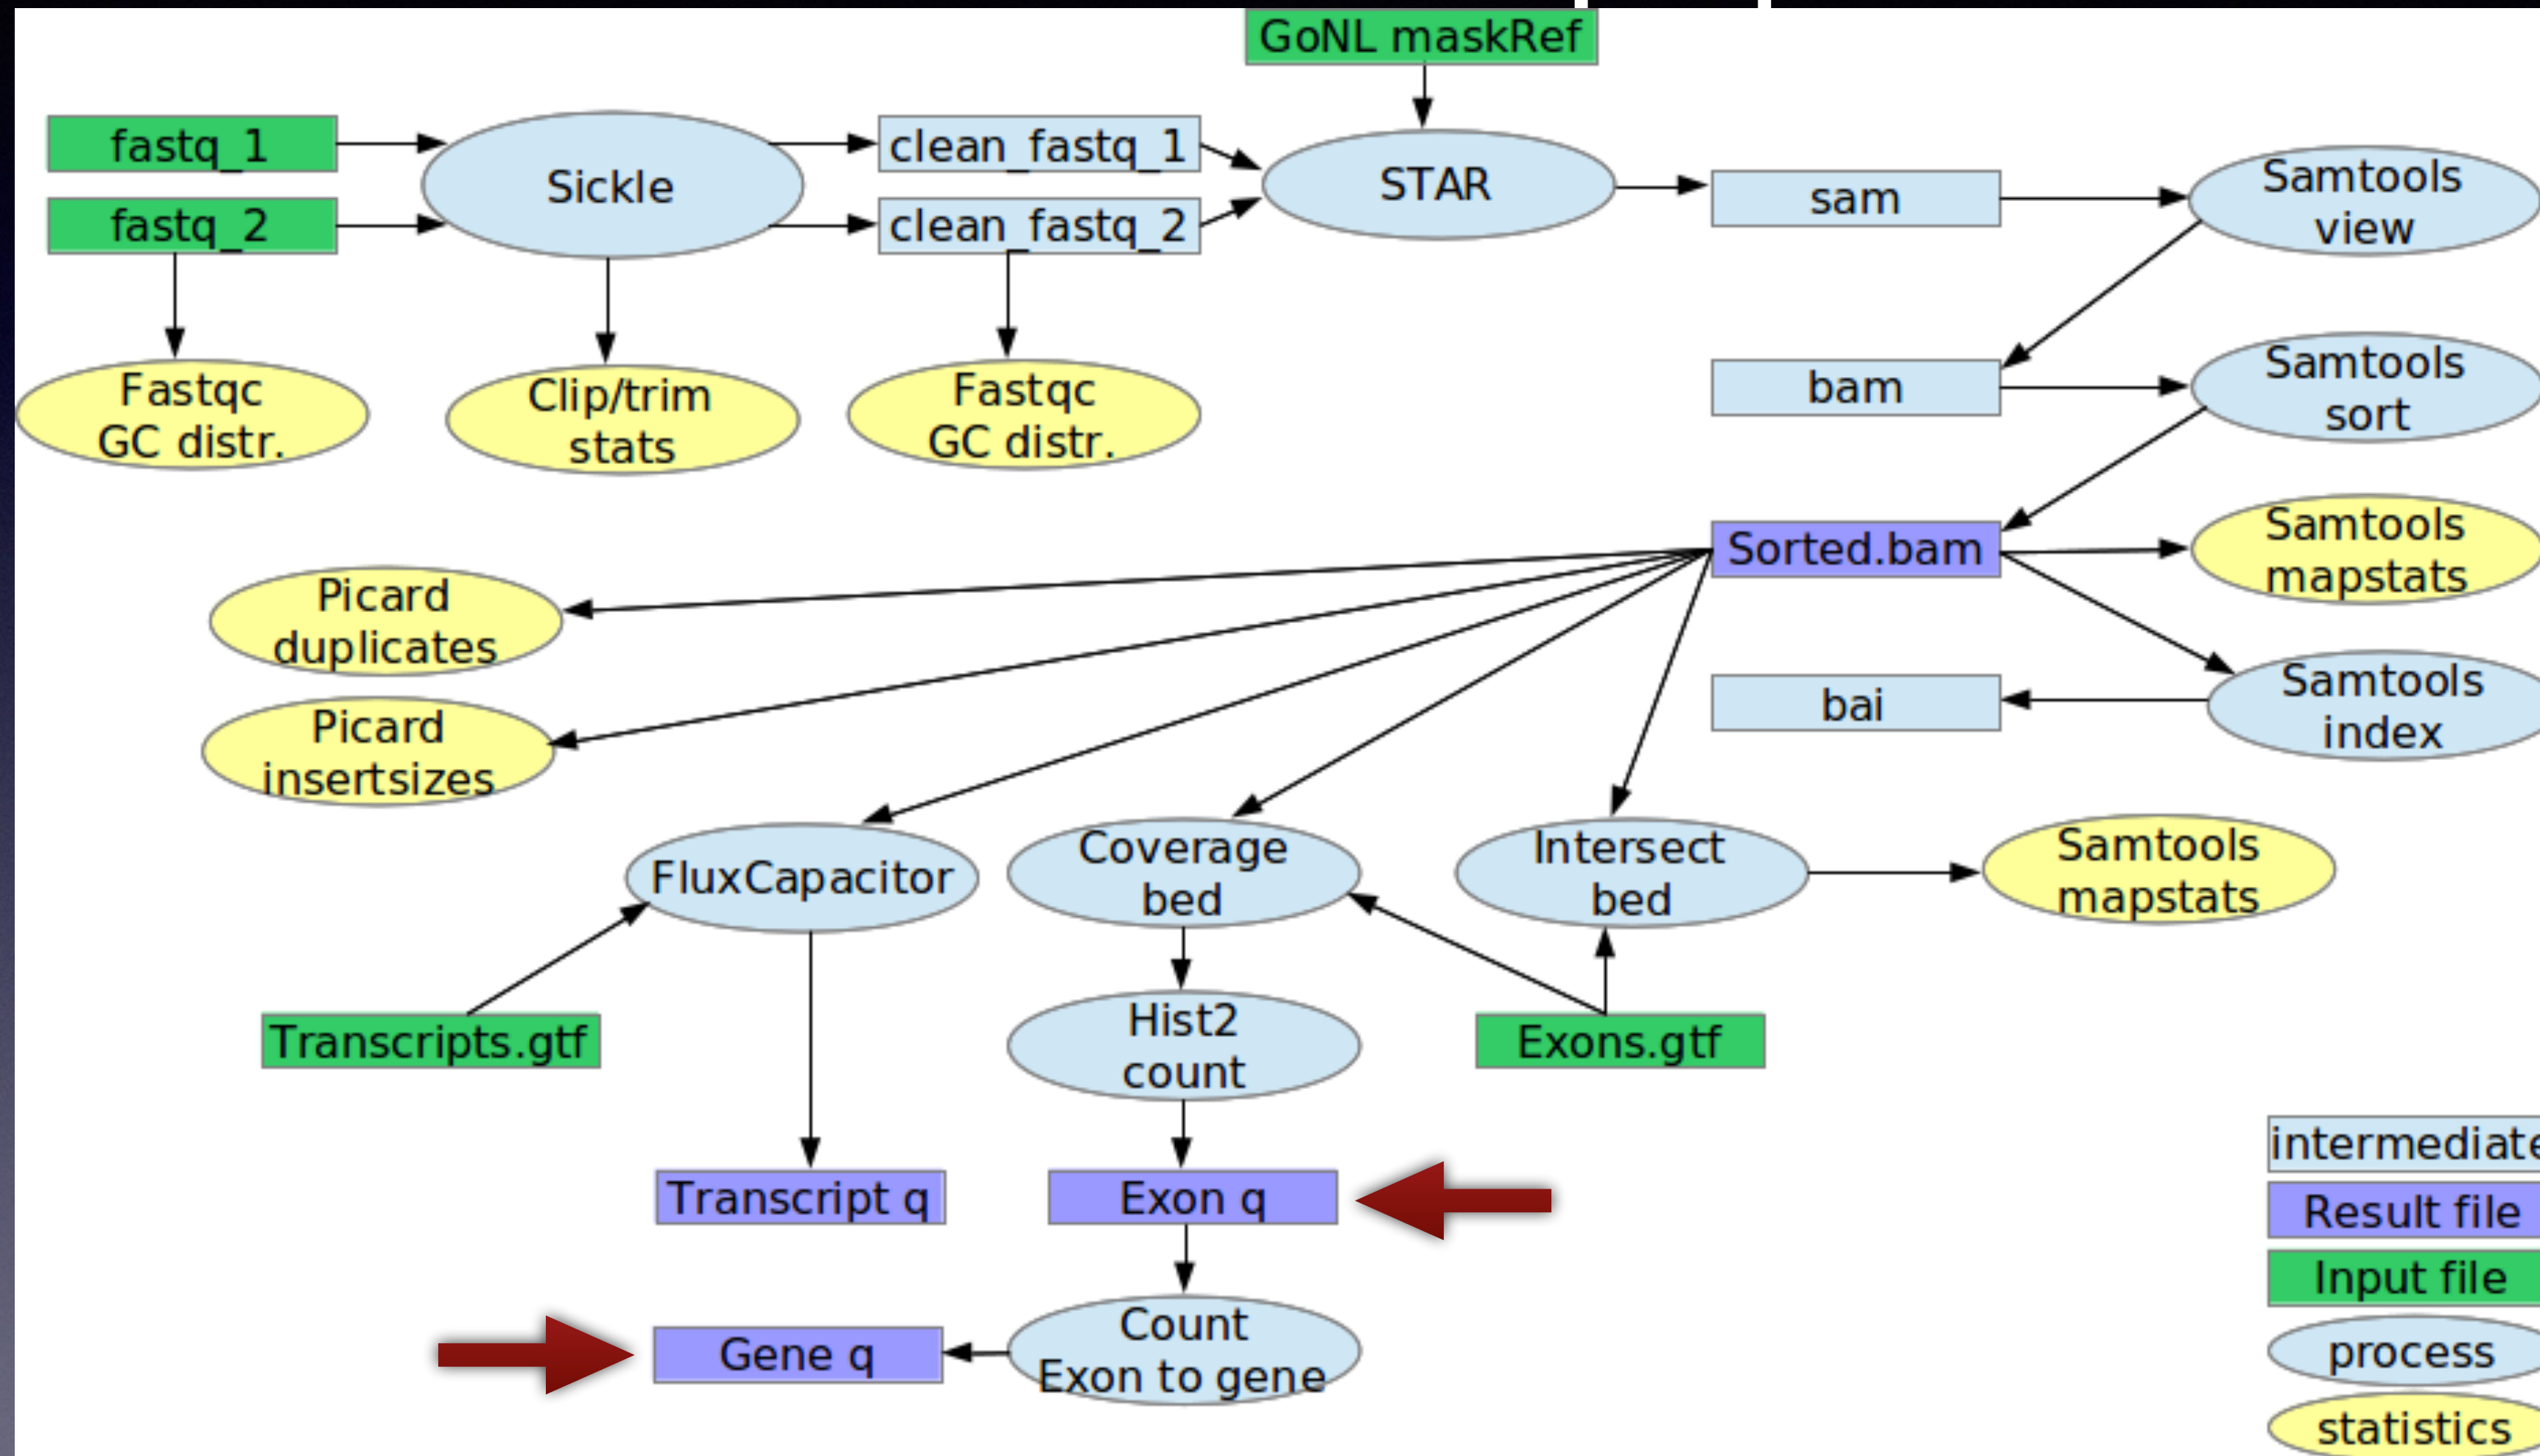 GoNL maskRef
fastq_1
fastq_2
Sickle
clean_fastq_1
clean_fastq_2
STAR
sam
Samtools
view
Fastqc
GC distr.
Clip/trim
stats
Fastqc
GC distr.
bam
Samtools
sort
Sorted.bam
Samtools
mapstats
Picard
duplicates
Picard
insertsizes
bai
Samtools
index
FluxCapacitor
Coverage
bed
Intersect
bed
Samtools
mapstats
Transcripts.gtf
Hist2
count
Exons.gtf
Transcript q
Exon q
Gene q
Count
Exon to gene
intermediate
Result file
Input file
process
statistics